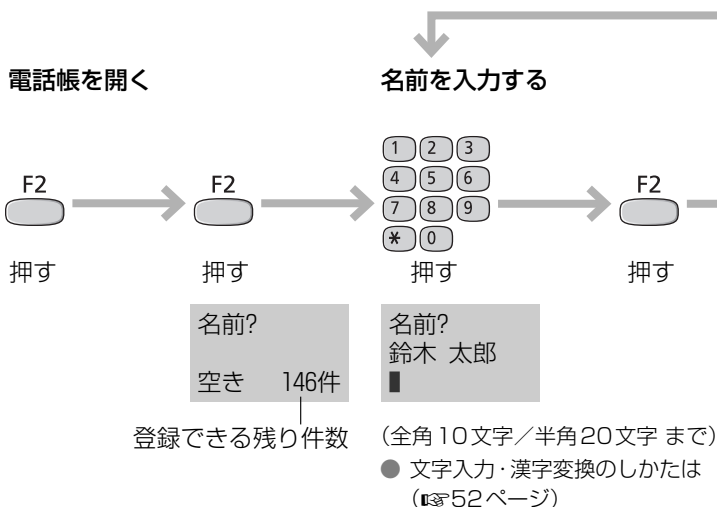 電話帳を開く
名前を入力する
F2
押す
F2
押す
名前?
空き 146件
登録できる残り件数
1 2 3
4 5 6
7 8 9
* 0
押す
名前?
鈴木 太郎
(全角10文字/半角20文字 まで)
● 文字入力・漢字変換のしかたは
(☞52ページ)
F2
押す